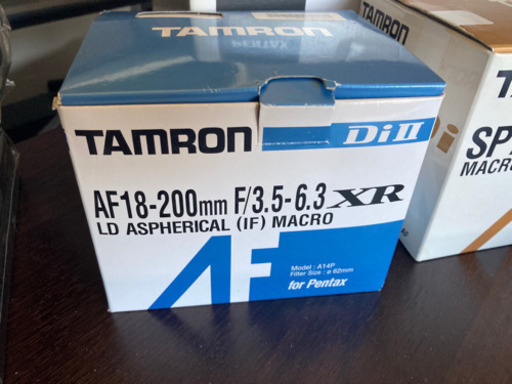 TAMRON
TAMRON Di II
AF18-200mm F/3.5-6.3 XR
LD ASPHERICAL (IF) MACRO
AF
Model : A14P
Filter Size : ø 62mm
for Pentax
TAMRON
Di
SP
MACRO